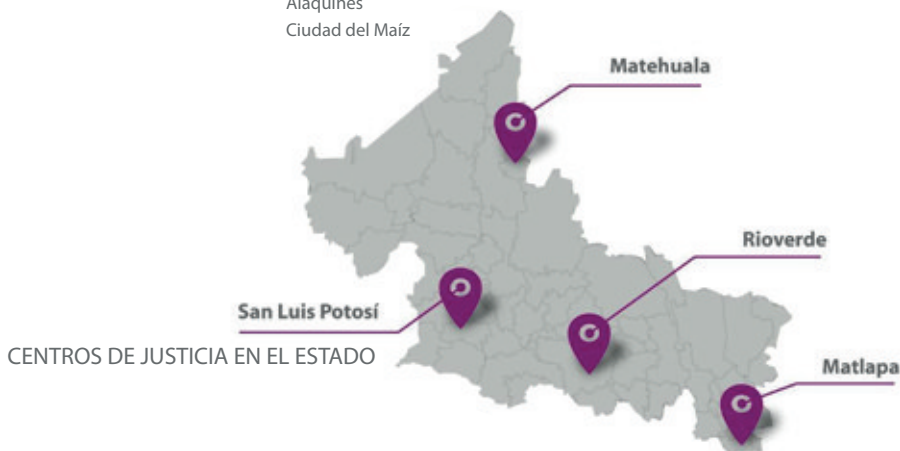 Alaquines
Ciudad del Maíz
Matehuala
Rioverde
San Luis Potosí
CENTROS DE JUSTICIA EN EL ESTADO
Matlapa